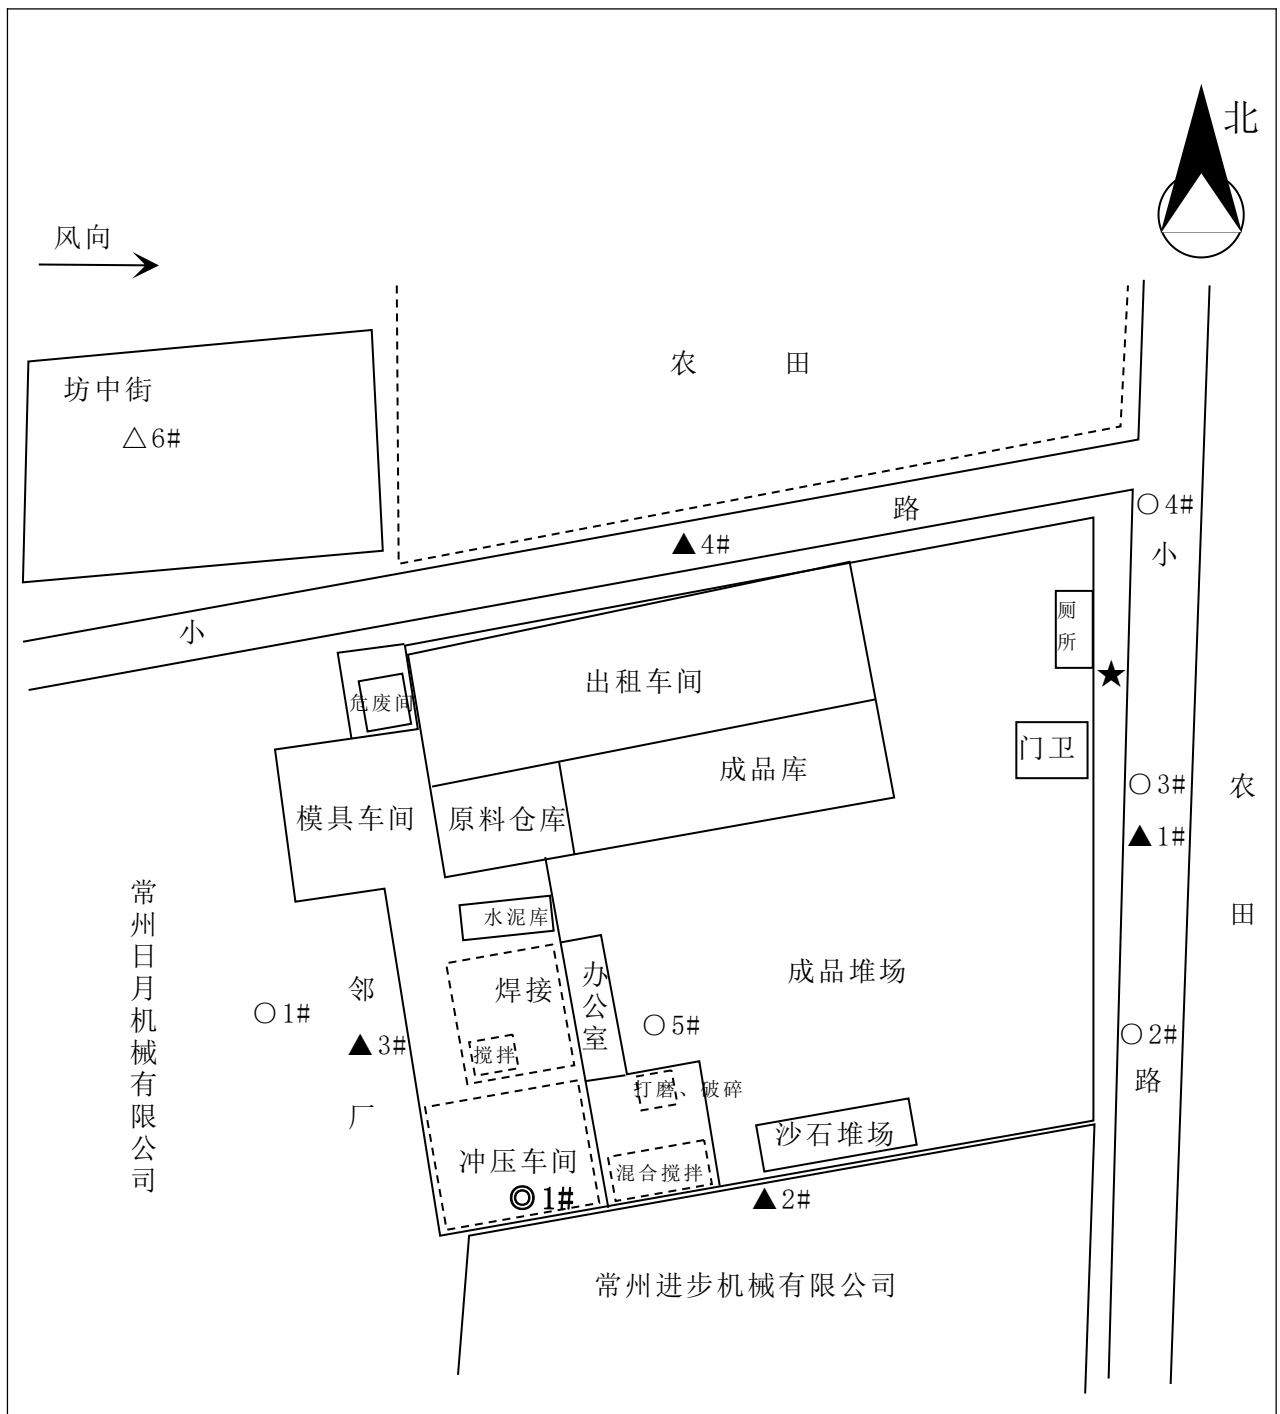 北
风向
农 田
坊中街
△6#
○4#
路
▲4#
小
小
厕所
出租车间
★
危废间
门卫
成品库
○3#
农
田
模具车间
原料仓库
▲1#
常州日月机械有限公司
水泥库
成品堆场
焊接
办公室
邻
厂
○1#
○5#
○2#
▲3#
搅拌
路
打磨、破碎
沙石堆场
冲压车间
混合搅拌
◎1#
▲2#
常州进步机械有限公司